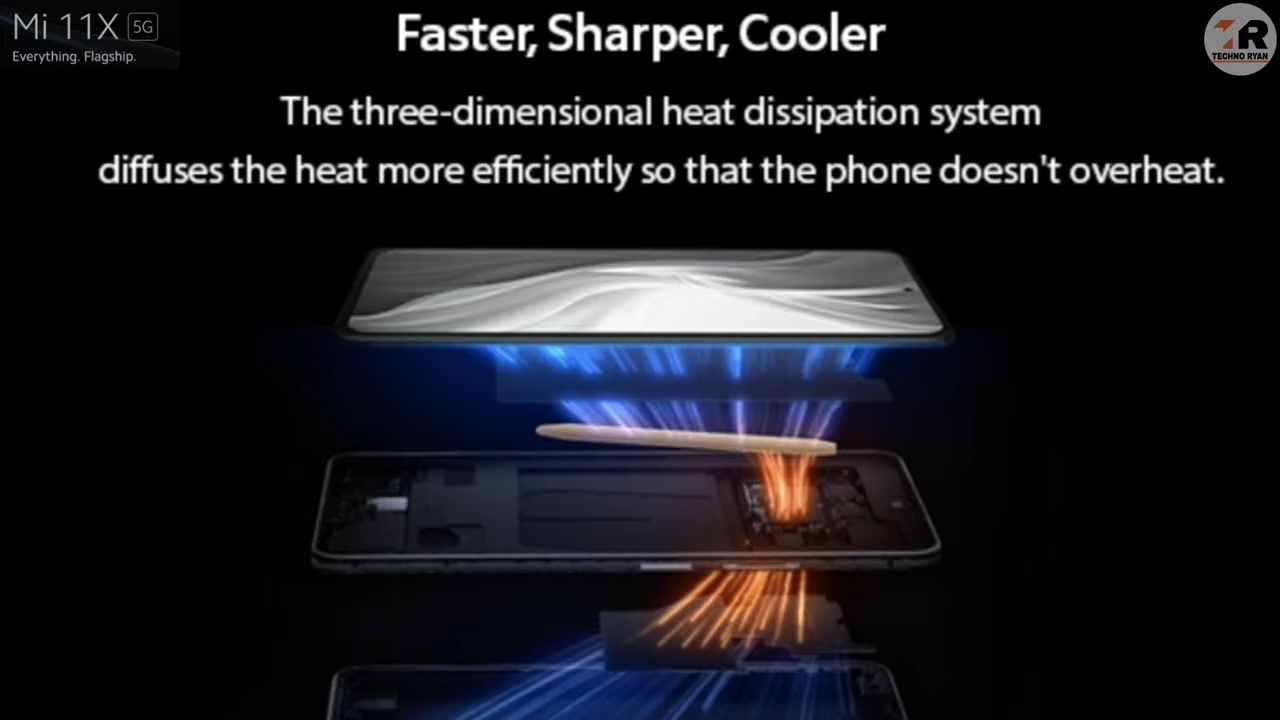 Mi 11X 5G
Everything. Flagship.
Faster, Sharper, Cooler
TR
TECHNO RYAN
The three-dimensional heat dissipation system
diffuses the heat more efficiently so that the phone doesn't overheat.